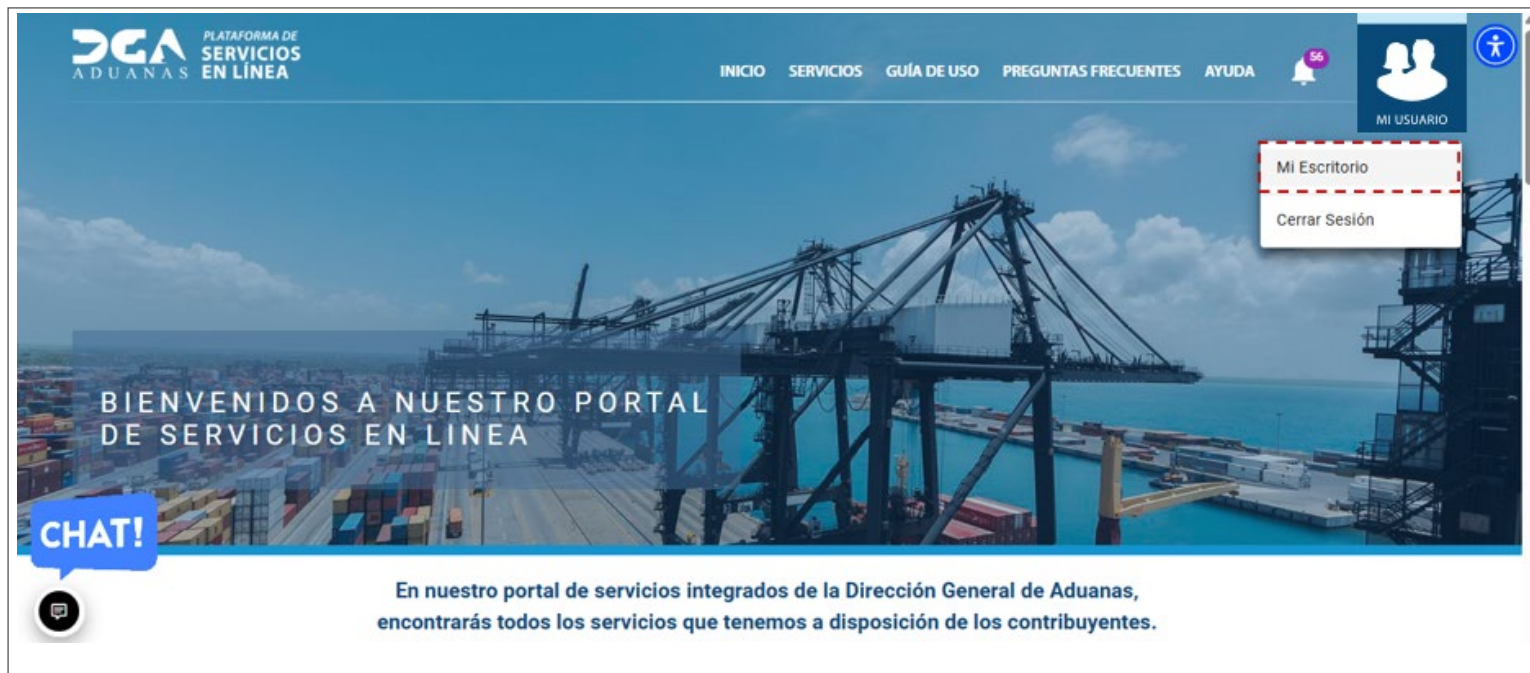 DGA
ADUANAS
PLATAFORMA DE
SERVICIOS
EN LÍNEA
INICIO SERVICIOS GUÍA DE USO PREGUNTAS FRECUENTES AYUDA 56
MI USUARIO
Mi Escritorio
Cerrar Sesión
BIENVENIDOS A NUESTRO PORTAL
DE SERVICIOS EN LINEA
CHAT!
En nuestro portal de servicios integrados de la Dirección General de Aduanas,
encontrarás todos los servicios que tenemos a disposición de los contribuyentes.